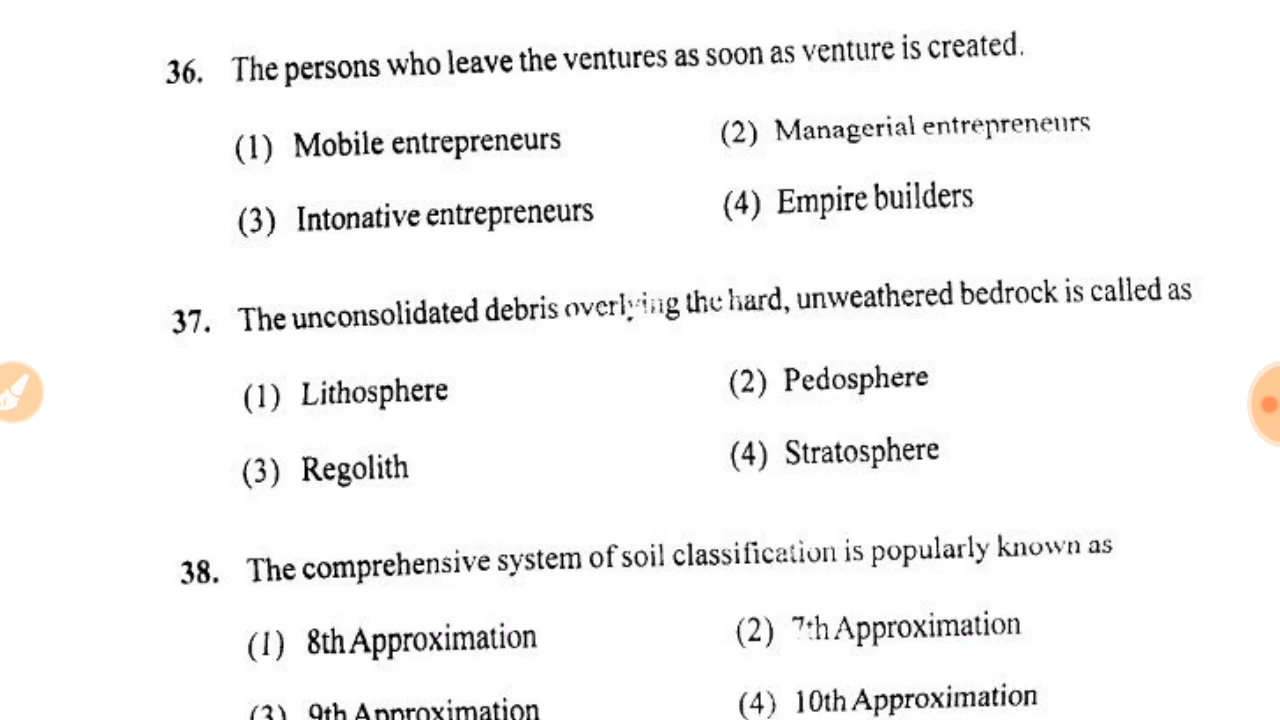 36. The persons who leave the ventures as soon as venture is created.
(1) Mobile entrepreneurs (2) Managerial entrepreneurs
(3) Intonative entrepreneurs (4) Empire builders
37. The unconsolidated debris overlying the hard, unweathered bedrock is called as
(1) Lithosphere (2) Pedosphere
(3) Regolith (4) Stratosphere
38. The comprehensive system of soil classification is popularly known as
(1) 8th Approximation (2) 7th Approximation
(3) 9th Approximation (4) 10th Approximation